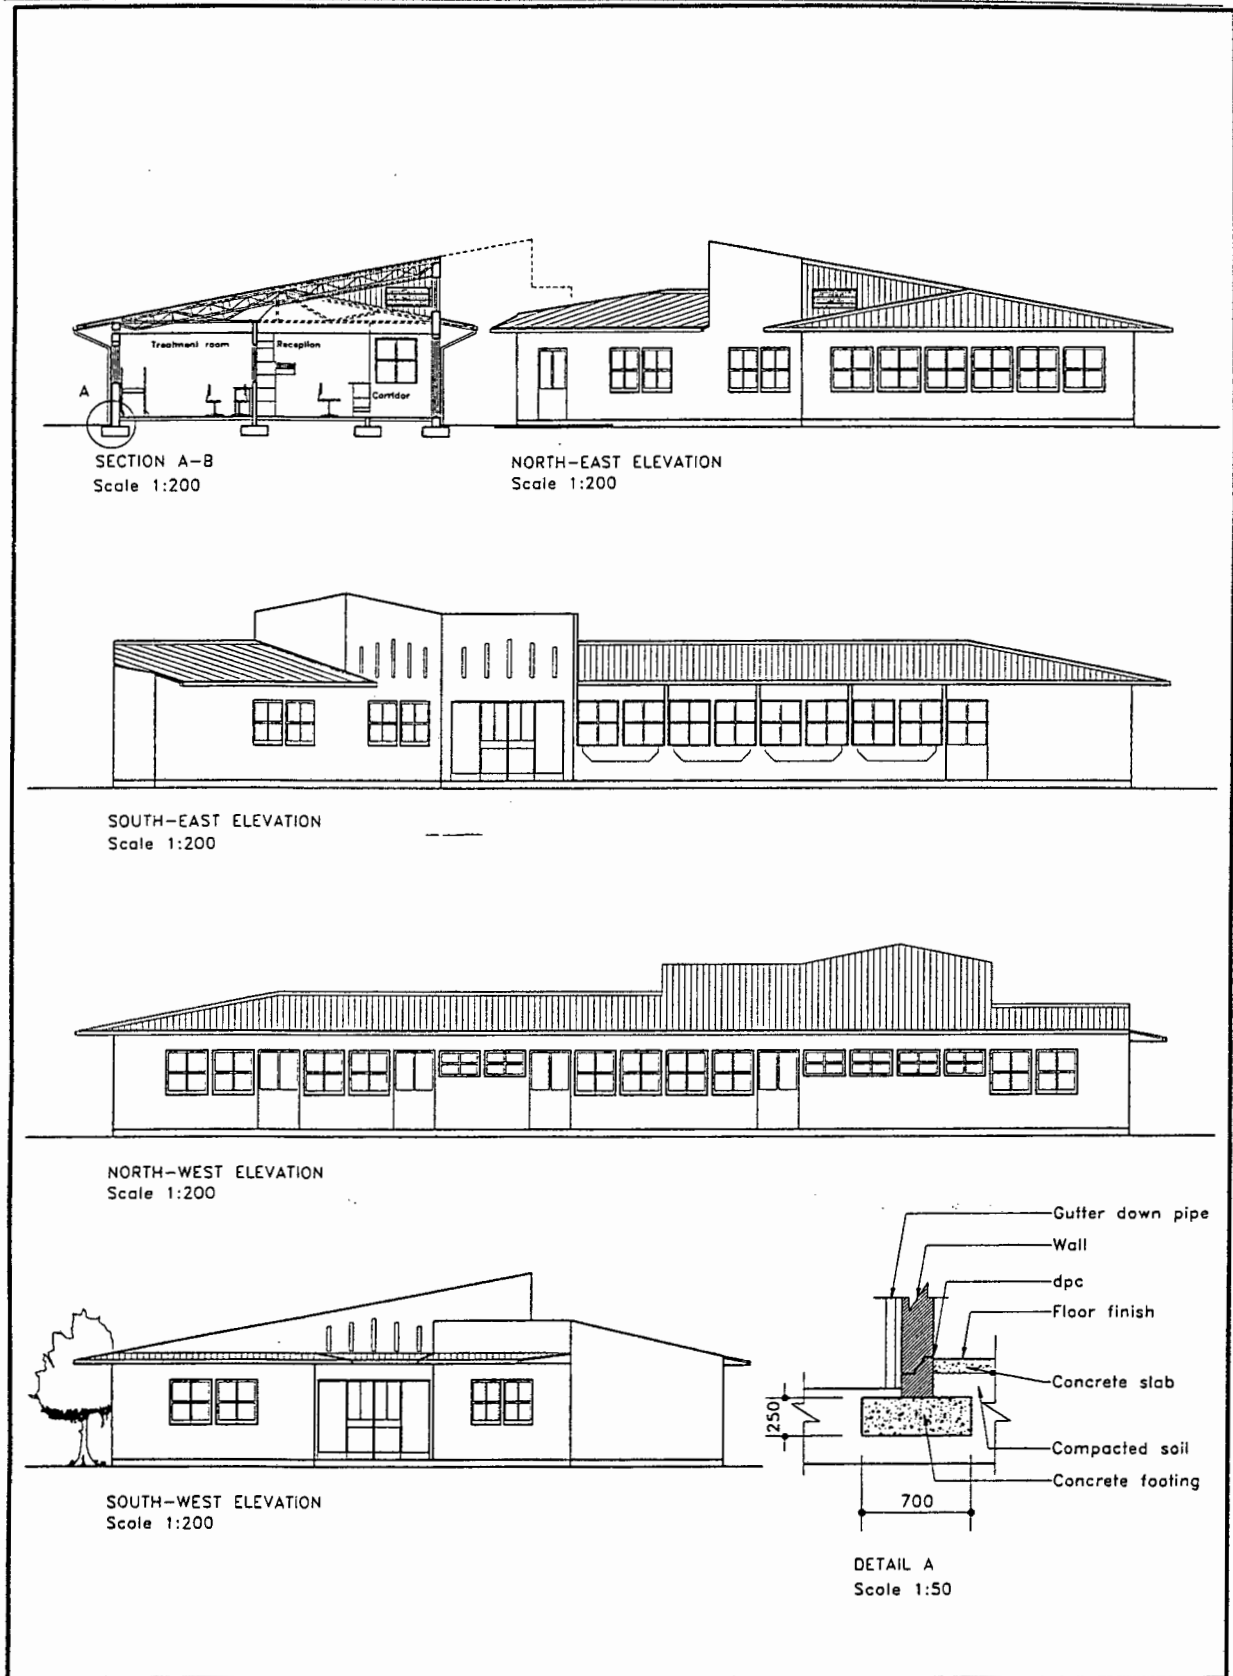 Treatment room
Reception
A
Corridor
SECTION A-B
Scale 1:200
NORTH-EAST ELEVATION
Scale 1:200
SOUTH-EAST ELEVATION
Scale 1:200
NORTH-WEST ELEVATION
Scale 1:200
Gutter down pipe
Wall
dpc
Floor finish
Concrete slab
250
Compacted soil
Concrete footing
700
SOUTH-WEST ELEVATION
Scale 1:200
DETAIL A
Scale 1:50